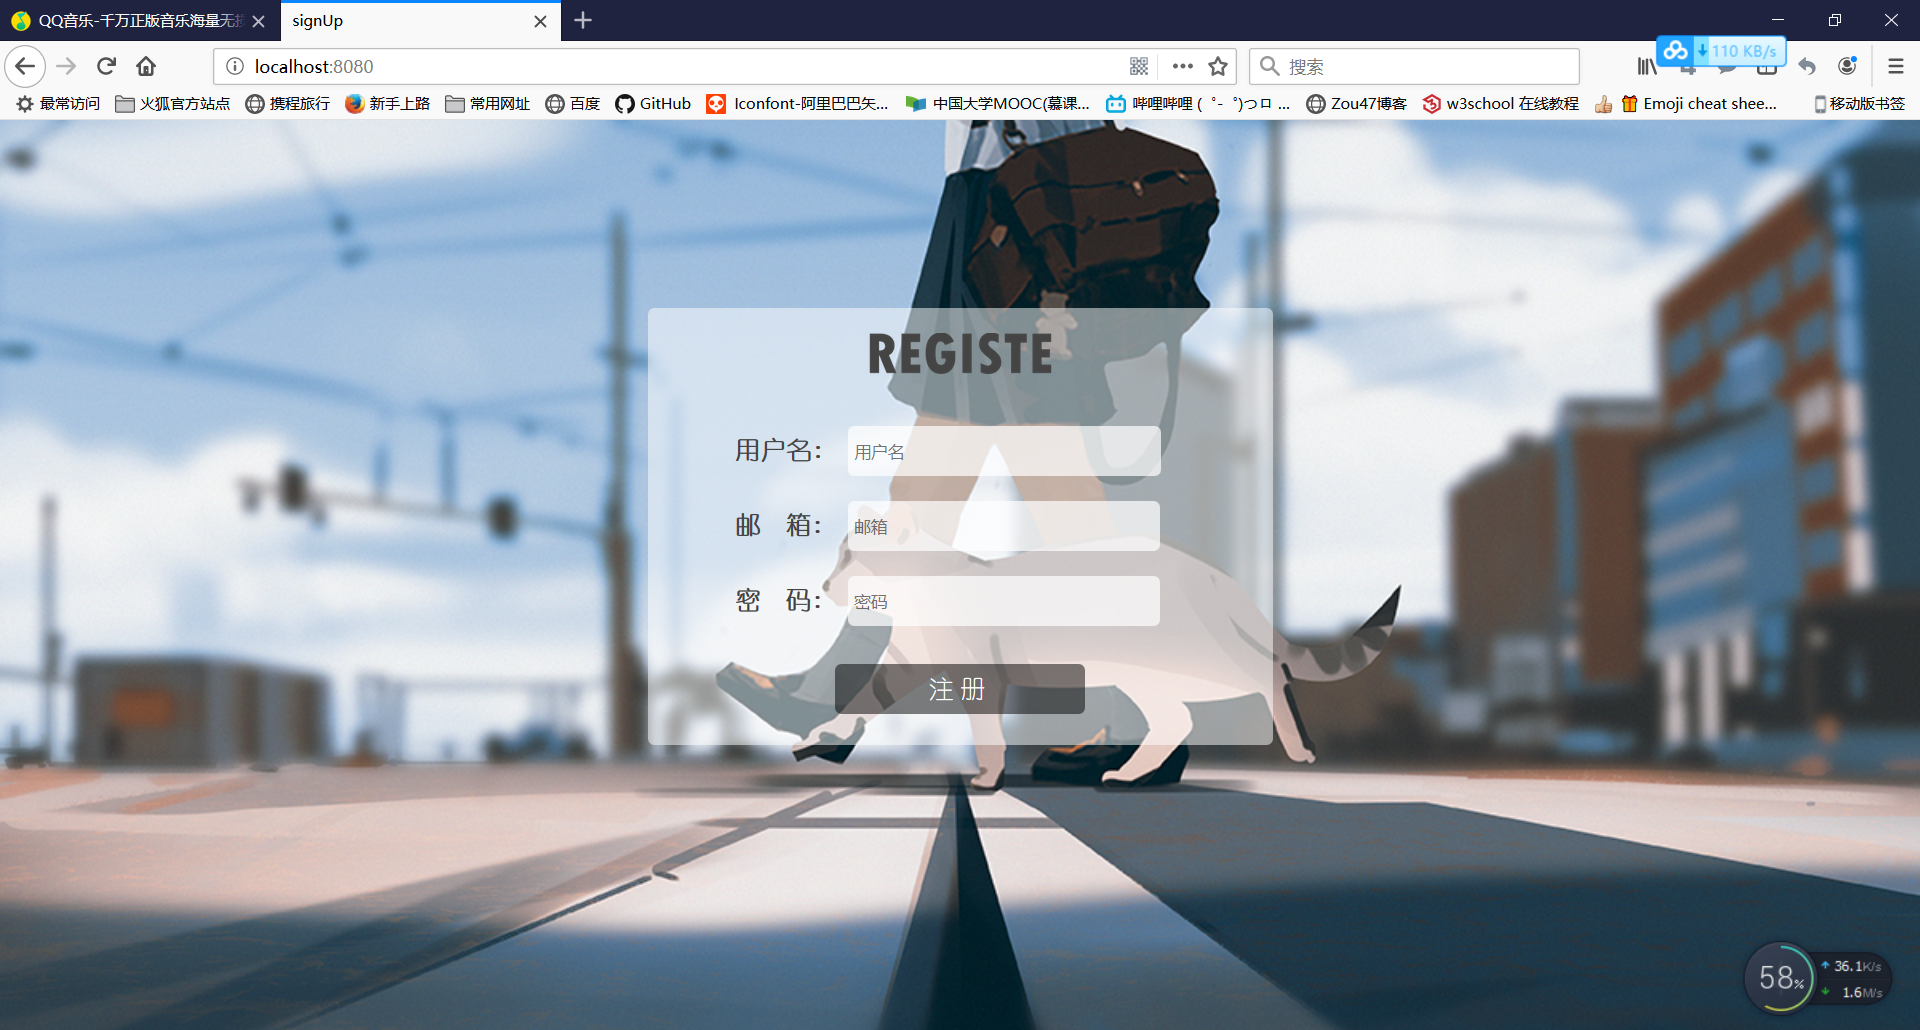 QQ音乐-千万正版音乐海量无
signUp
localhost:8080
搜索
110 KB/s
最常访问 火狐官方站点 携程旅行 新手上路 常用网址 百度 GitHub Iconfont-阿里巴巴矢... 中国大学MOOC(慕课... 哔哩哔哩 ( ゜- ゜)つロ ... Zou47博客 w3school 在线教程 Emoji cheat shee... 移动版书签
REGISTE
用户名： 用户名
邮 箱： 邮箱
密 码： 密码
注 册
58% 36.1K/s
1.6M/s